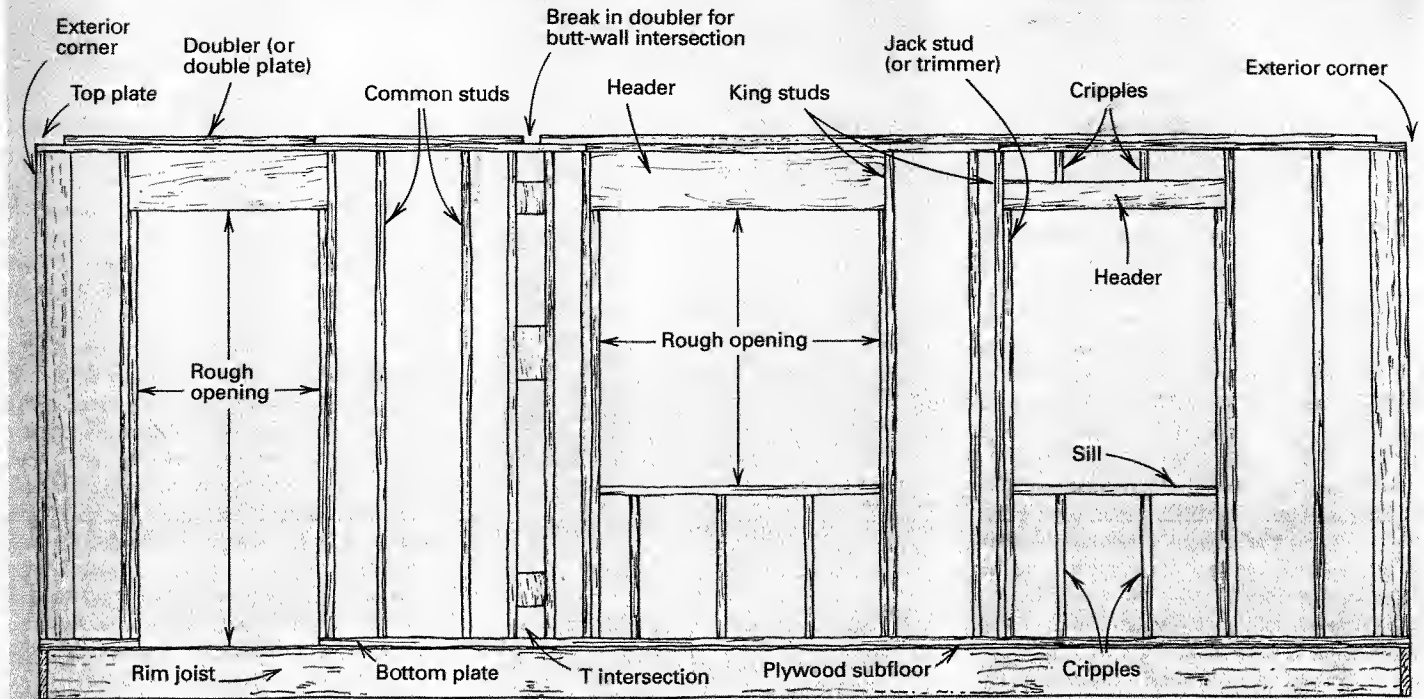 Exterior
corner
Doubler (or
double plate)
Top plate
Common studs
Break in doubler for
butt-wall intersection
Header
King studs
Jack stud
(or trimmer)
Cripples
Exterior corner
Header
Rough opening
Rough
opening
Sill
Rim joist
Bottom plate
T intersection
Plywood subfloor
Cripples